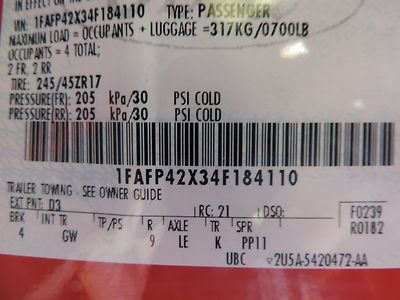 VIN: 1FAFP42X34F184110 TYPE: PASSENGER
MAXIMUM LOAD = OCCUPANTS + LUGGAGE =317KG/0700LB
OCCUPANTS = 4 TOTAL;
2 FR, 2 RR
TIRE: 245/45ZR17
PRESSURE(FR): 205 kPa/30 PSI COLD
PRESSURE(RR): 205 kPa/30 PSI COLD
1FAFP42X34F184110
TRAILER TOWING - SEE OWNER GUIDE
EXT PNT: D3 RC: 21 DSO: F0239
BRK INT TR TP/PS R AXLE TR SPR R0182
4 GW 9 LE K PP11
UBC ▽2U5A-5420472-AA